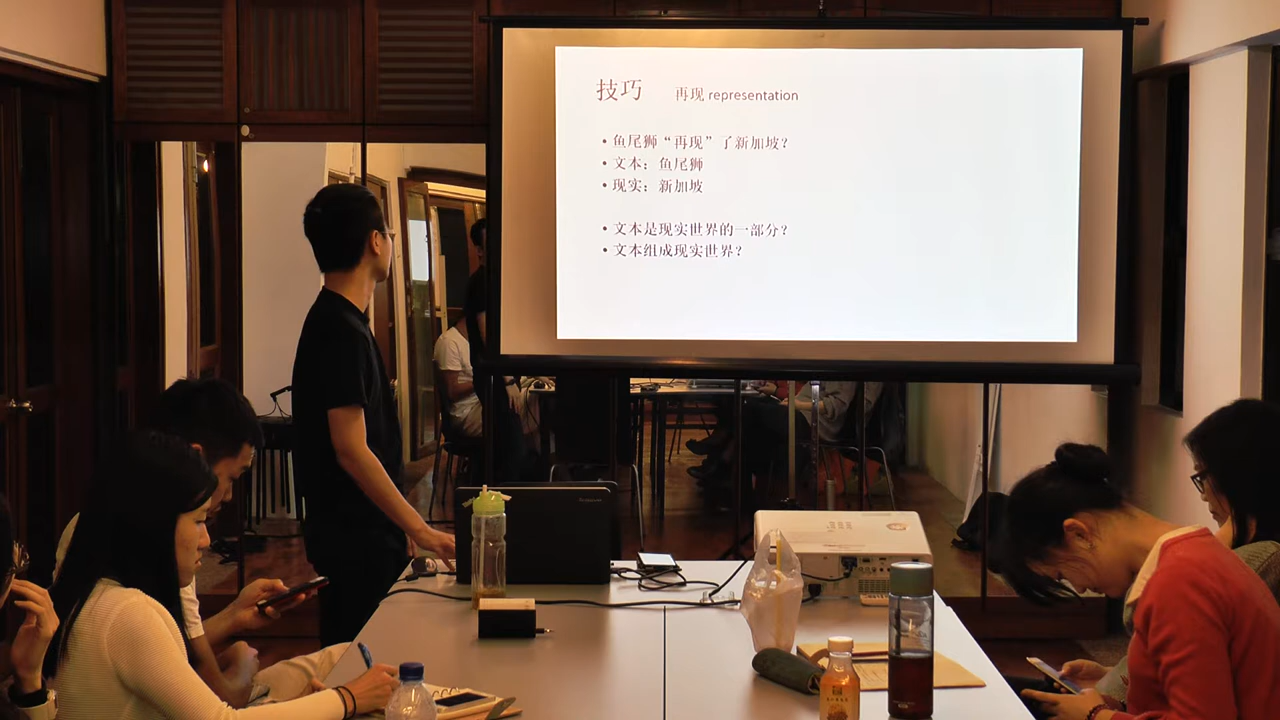 技巧 再现 representation
• 鱼尾狮“再现”了新加坡？
• 文本：鱼尾狮
• 现实：新加坡
• 文本是现实世界的一部分？
• 文本组成现实世界？